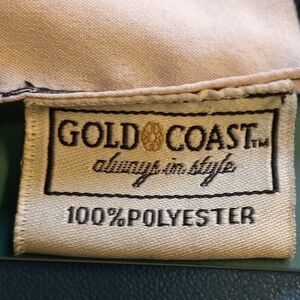 GOLD COAST™
always in style
100% POLYESTER